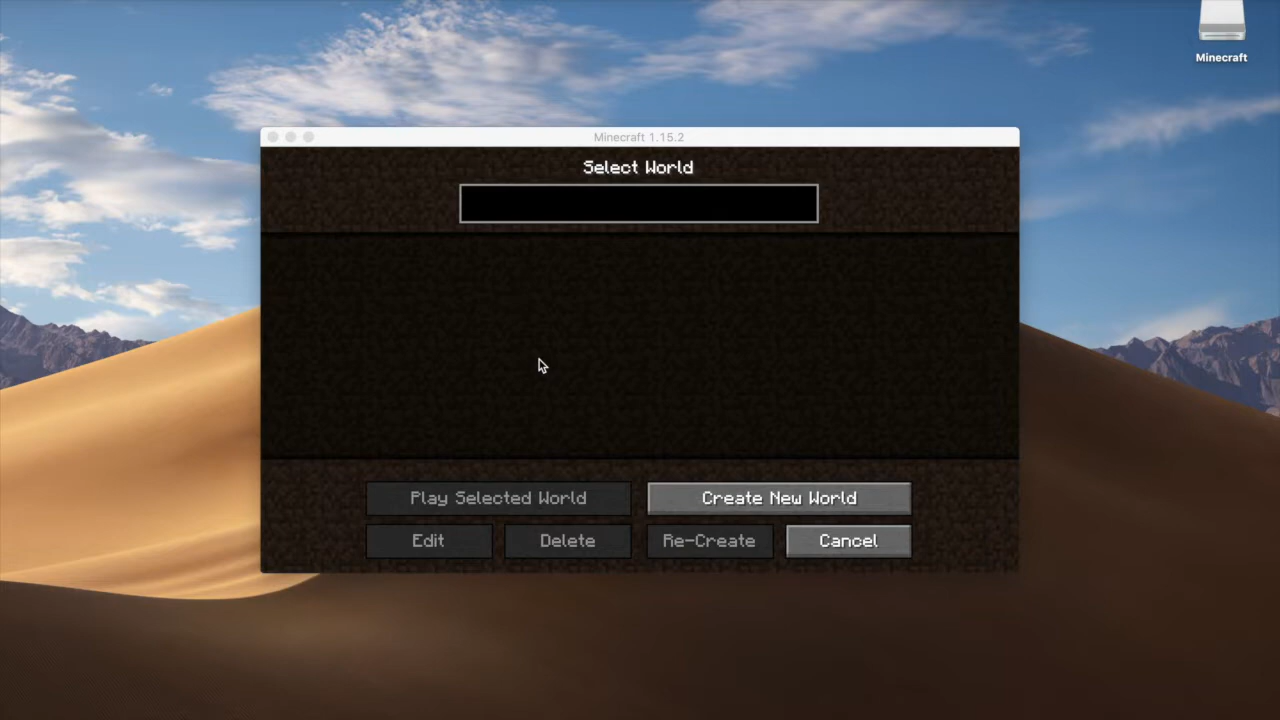 Minecraft
Minecraft 1.15.2
Select World
Play Selected World
Create New World
Edit
Delete
Re-Create
Cancel